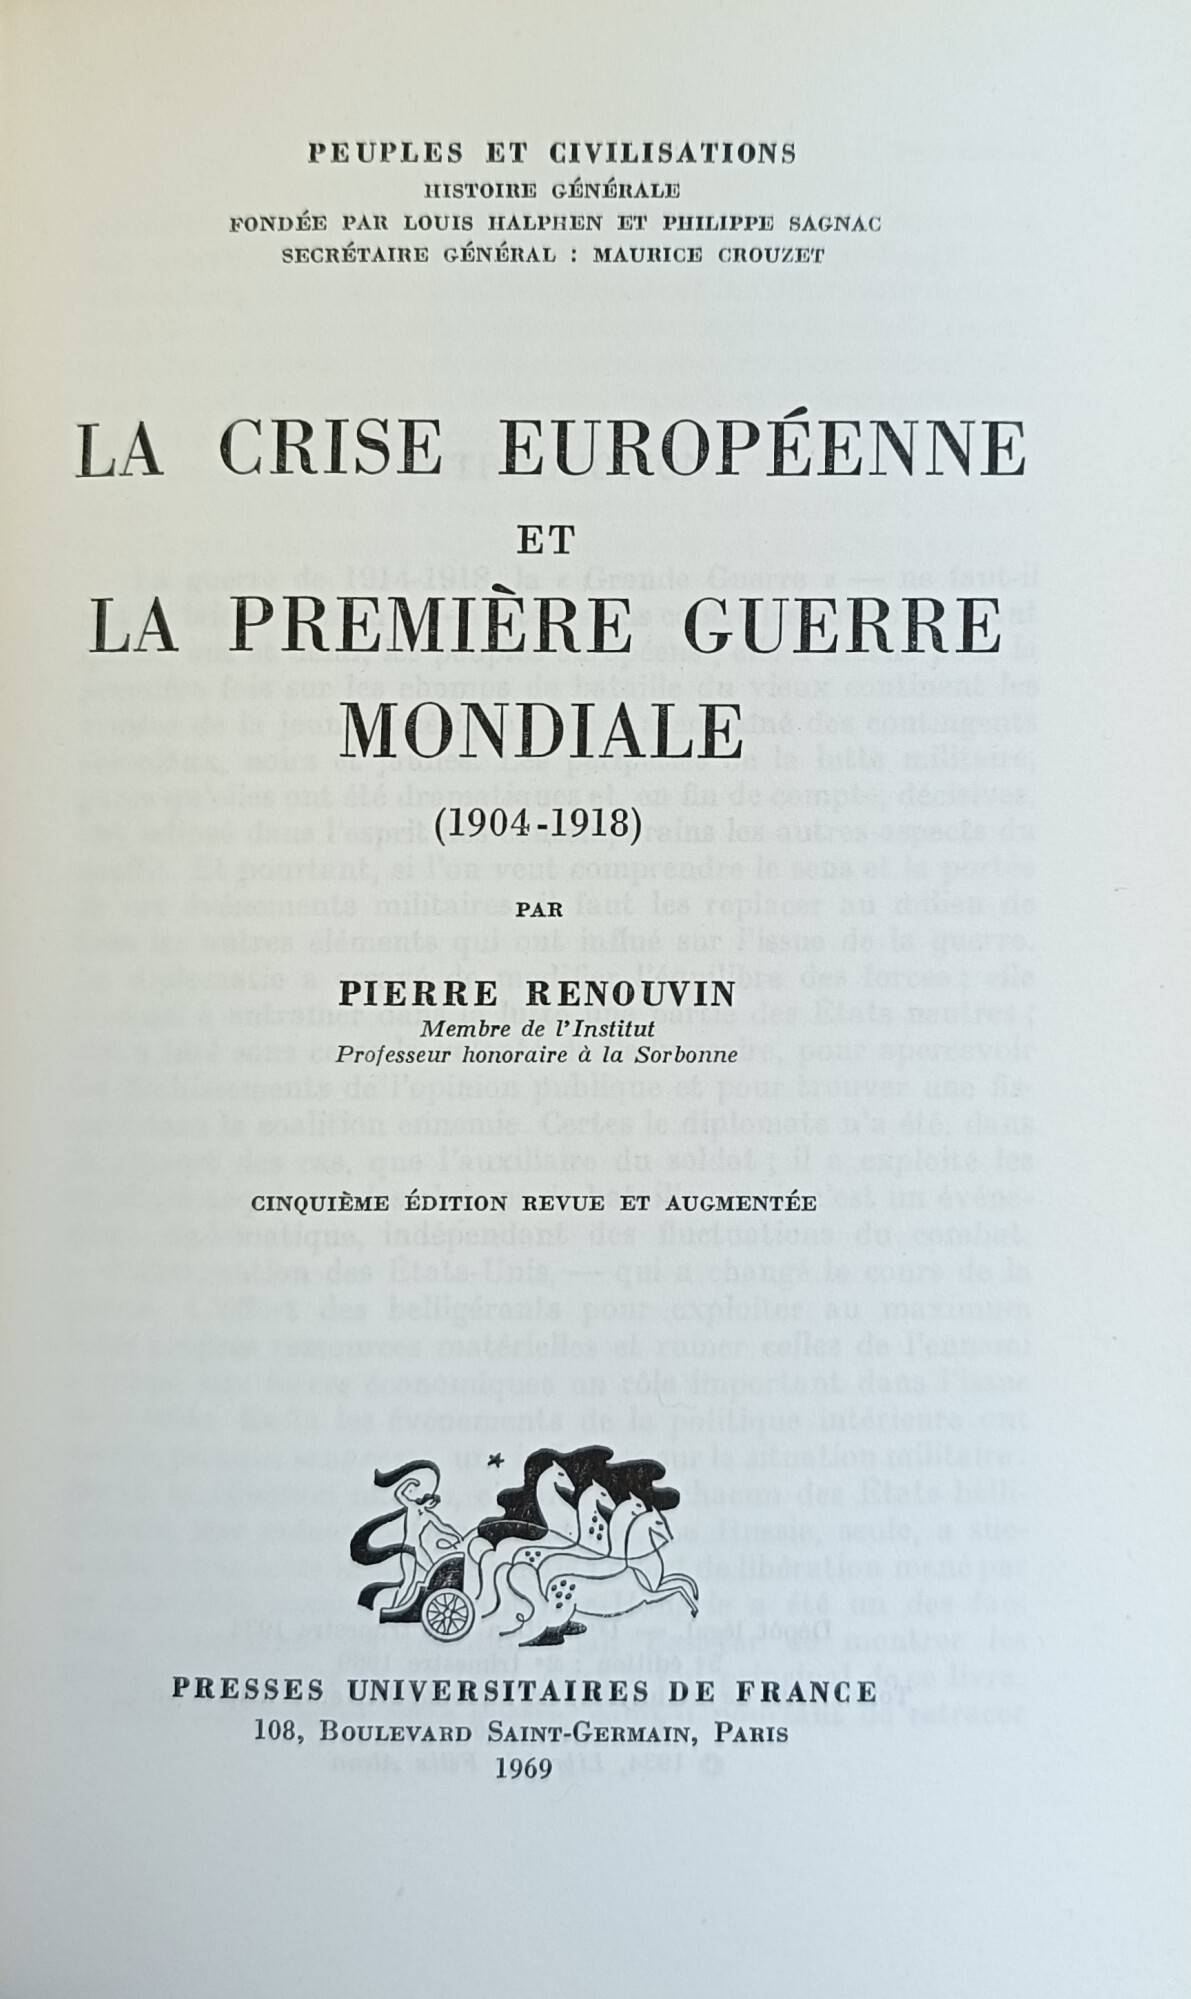 PEUPLES ET CIVILISATIONS
HISTOIRE GÉNÉRALE
FONDÉE PAR LOUIS HALPHEN ET PHILIPPE SAGNAC
SECRÉTAIRE GÉNÉRAL : MAURICE CROUZET
LA CRISE EUROPÉENNE
ET
LA PREMIÈRE GUERRE
MONDIALE
(1904-1918)
PAR
PIERRE RENOUVIN
Membre de l'Institut
Professeur honoraire à la Sorbonne
CINQUIÈME ÉDITION REVUE ET AUGMENTÉE
PRESSES UNIVERSITAIRES DE FRANCE
108, BOULEVARD SAINT-GERMAIN, PARIS
1969